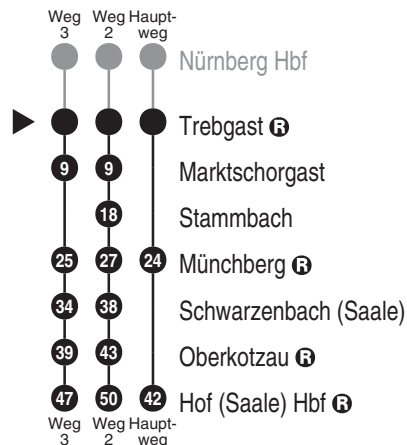 Weg 3 Weg 2 Haupt-weg
Nürnberg Hbf
Trebgast R
9 9 Marktschorgast
18 Stammbach
25 27 24 Münchberg R
34 38 Schwarzenbach (Saale)
39 43 Oberkotzau R
47 50 42 Hof (Saale) Hbf R
Weg 3 Weg 2 Haupt-weg